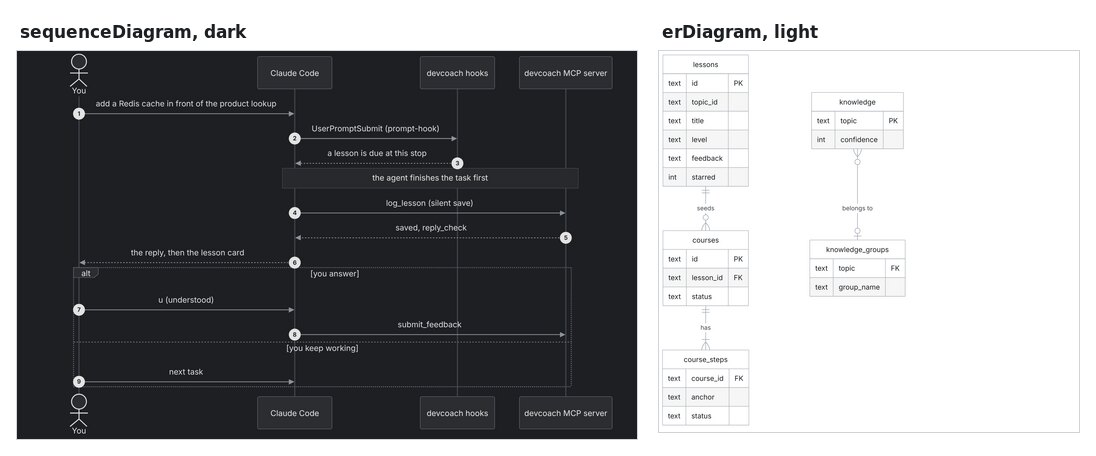 sequenceDiagram, dark
You
Claude Code
devcoach hooks
devcoach MCP server
1
add a Redis cache in front of the product lookup
2
UserPromptSubmit (prompt-hook)
a lesson is due at this stop
3
the agent finishes the task first
4
log_lesson (silent save)
saved, reply_check
5
the reply, then the lesson card
6
alt
[you answer]
7
u (understood)
8
submit_feedback
[you keep working]
9
next task
You
Claude Code
devcoach hooks
devcoach MCP server
erDiagram, light
lessons
text id PK
text topic_id
text title
text level
text feedback
int starred
seeds
courses
text id PK
text lesson_id FK
text status
has
course_steps
text course_id FK
text anchor
text status
knowledge
text topic PK
int confidence
belongs to
knowledge_groups
text topic FK
text group_name